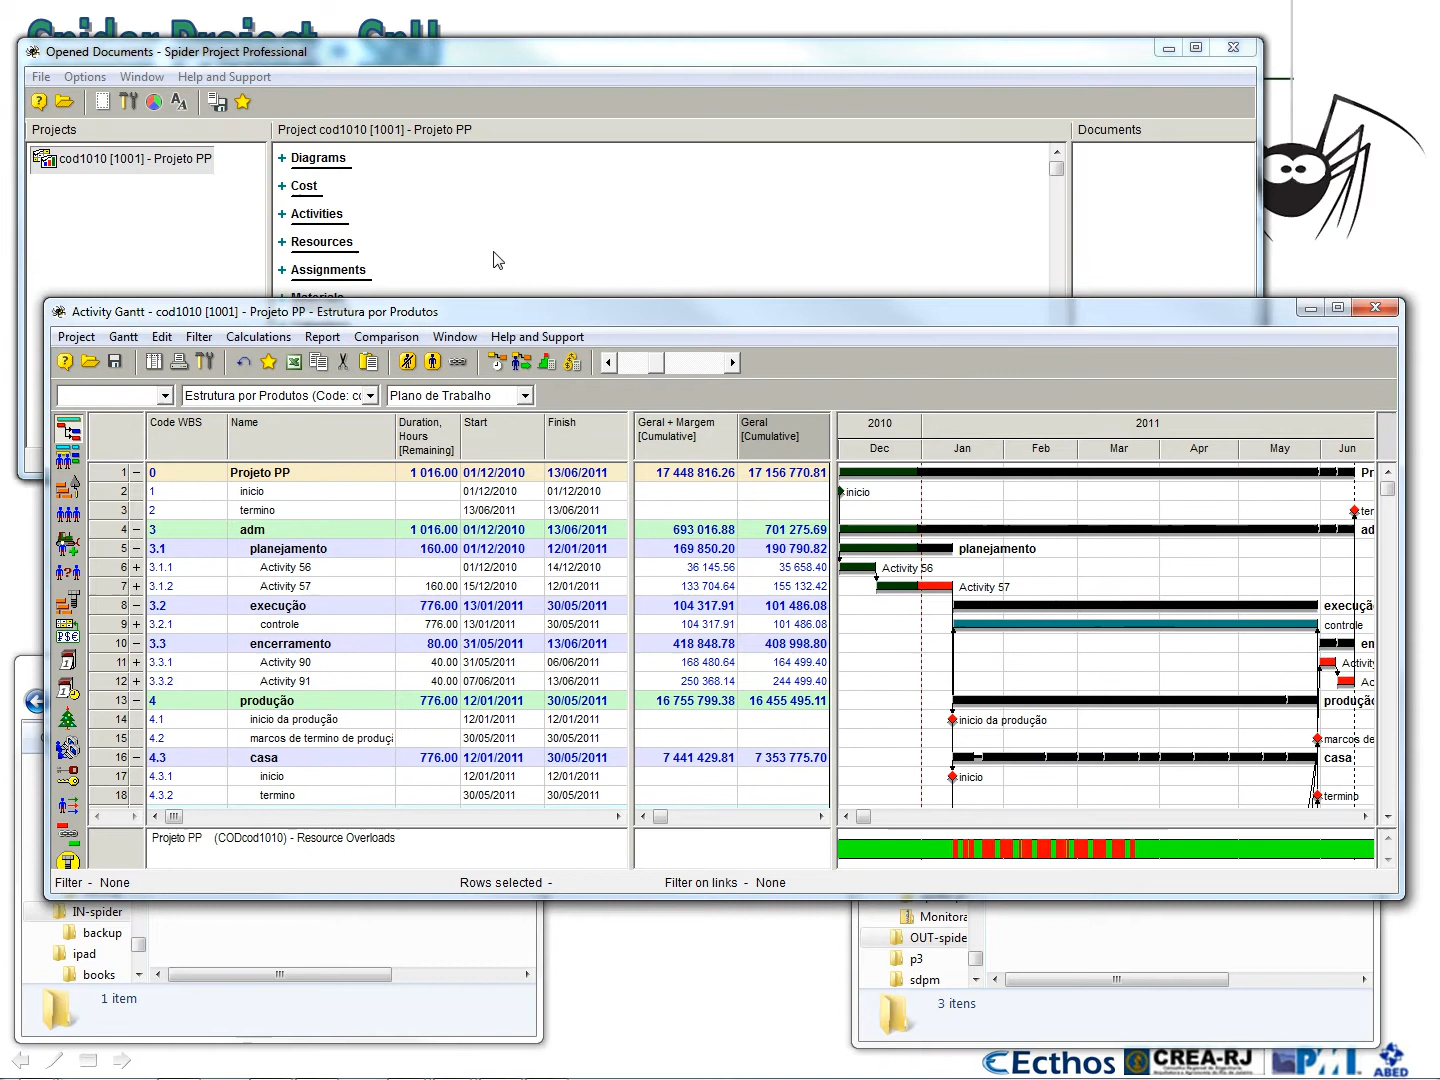 Spider Project - SpU
Opened Documents - Spider Project Professional
File Options Window Help and Support
Projects
Project cod1010 [1001] - Projeto PP
Documents
cod1010 [1001] - Projeto PP
+ Diagrams
+ Cost
+ Activities
+ Resources
+ Assignments
Materials
Activity Gantt - cod1010 [1001] - Projeto PP - Estrutura por Produtos
Project Gantt Edit Filter Calculations Report Comparison Window Help and Support
Estrutura por Produtos (Code: cc
Plano de Trabalho
Code WBS Name Duration, Hours [Remaining] Start Finish Geral + Margem [Cumulative] Geral [Cumulative] 2010 2011
Dec Jan Feb Mar Apr May Jun
1 − 0 Projeto PP 1 016.00 01/12/2010 13/06/2011 17 448 816.26 17 156 770.81 Pr
2 1 inicio 01/12/2010 01/12/2010 inicio
3 2 termino 13/06/2011 13/06/2011 ter
4 − 3 adm 1 016.00 01/12/2010 13/06/2011 693 016.88 701 275.69 ad
5 − 3.1 planejamento 160.00 01/12/2010 12/01/2011 169 850.20 190 790.82 planejamento
6 + 3.1.1 Activity 56 01/12/2010 14/12/2010 36 145.56 35 658.40 Activity 56
7 + 3.1.2 Activity 57 160.00 15/12/2010 12/01/2011 133 704.64 155 132.42 Activity 57
8 − 3.2 execução 776.00 13/01/2011 30/05/2011 104 317.91 101 486.08 execuçã
9 + 3.2.1 controle 776.00 13/01/2011 30/05/2011 104 317.91 101 486.08 controle
10 − 3.3 encerramento 80.00 31/05/2011 13/06/2011 418 848.78 408 998.80 en
11 + 3.3.1 Activity 90 40.00 31/05/2011 06/06/2011 168 480.64 164 499.40 Activity
12 + 3.3.2 Activity 91 40.00 07/06/2011 13/06/2011 250 368.14 244 499.40 Ac
13 − 4 produção 776.00 12/01/2011 30/05/2011 16 755 799.38 16 455 495.11 produçã
14 4.1 inicio da produção 12/01/2011 12/01/2011 inicio da produção
15 4.2 marcos de termino de produç 30/05/2011 30/05/2011 marcos de
16 − 4.3 casa 776.00 12/01/2011 30/05/2011 7 441 429.81 7 353 775.70 casa
17 4.3.1 inicio 12/01/2011 12/01/2011 inicio
18 4.3.2 termino 30/05/2011 30/05/2011 termino
Projeto PP (CODcod1010) - Resource Overloads
Filter - None Rows selected - Filter on links - None
IN-spider
backup
ipad
books
1 item
Monitora
OUT-spide
p3
sdpm
3 itens
Ecthos
CREA-RJ
PMI
ABED